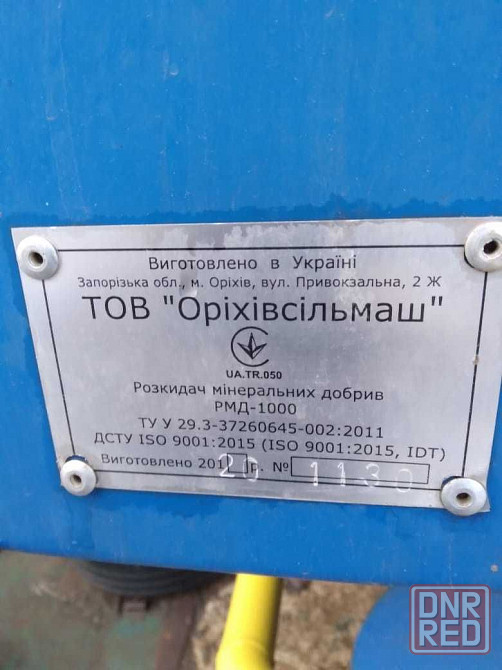 Виготовлено в Україні
Запорізька обл., м. Оріхів, вул. Привокзальна, 2 Ж
ТОВ "Оріхівсільмаш"
UA.TR.050
Розкидач мінеральних добрив
РМД-1000
ТУ У 29.3-37260645-002:2011
ДСТУ ISO 9001:2015 (ISO 9001:2015, IDT)
Виготовлено 201 20 р. № 1130
DNR
RED